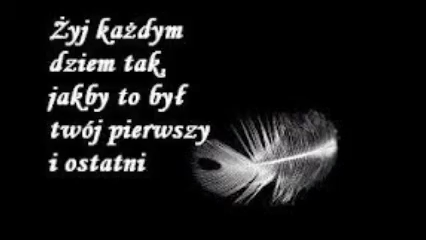 Żyj każdym
dziem tak,
jakby to był
twój pierwszy
i ostatni